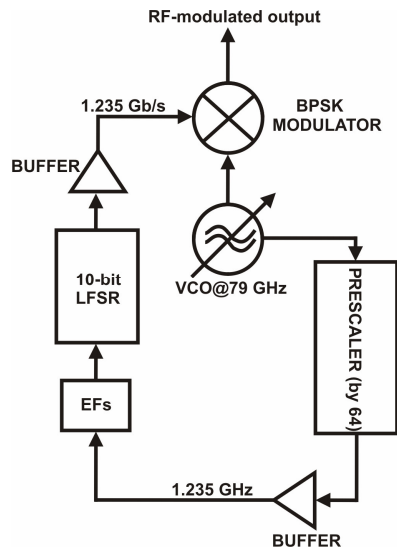 RF-modulated output
1.235 Gb/s
BPSK
MODULATOR
BUFFER
10-bit
LFSR
VCO@79 GHz
PRESCALER (by 64)
EFs
1.235 GHz
BUFFER